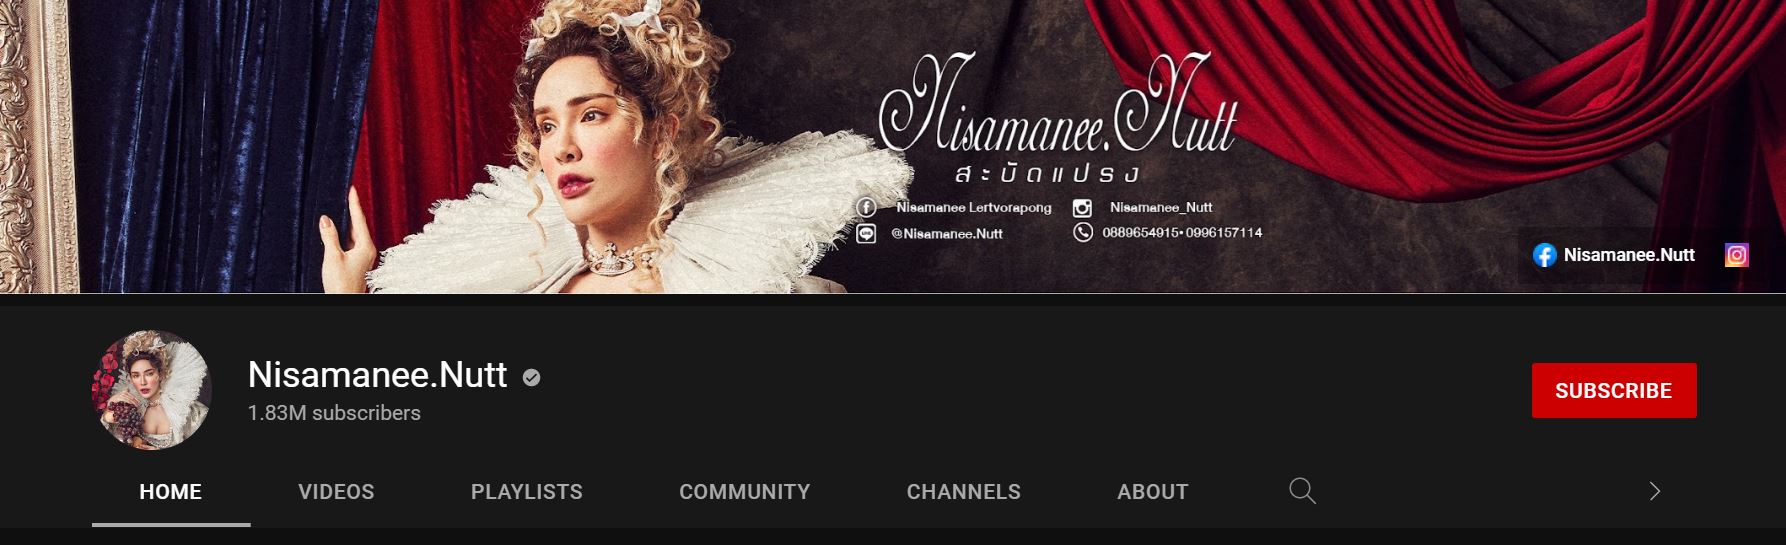 Nisamanee.Nutt
สะบัดแปรง
Nisamanee Lertvorapong Nisamanee_Nutt
@Nisamanee.Nutt 0889654915•0996157114
Nisamanee.Nutt
Nisamanee.Nutt
1.83M subscribers
SUBSCRIBE
HOME VIDEOS PLAYLISTS COMMUNITY CHANNELS ABOUT